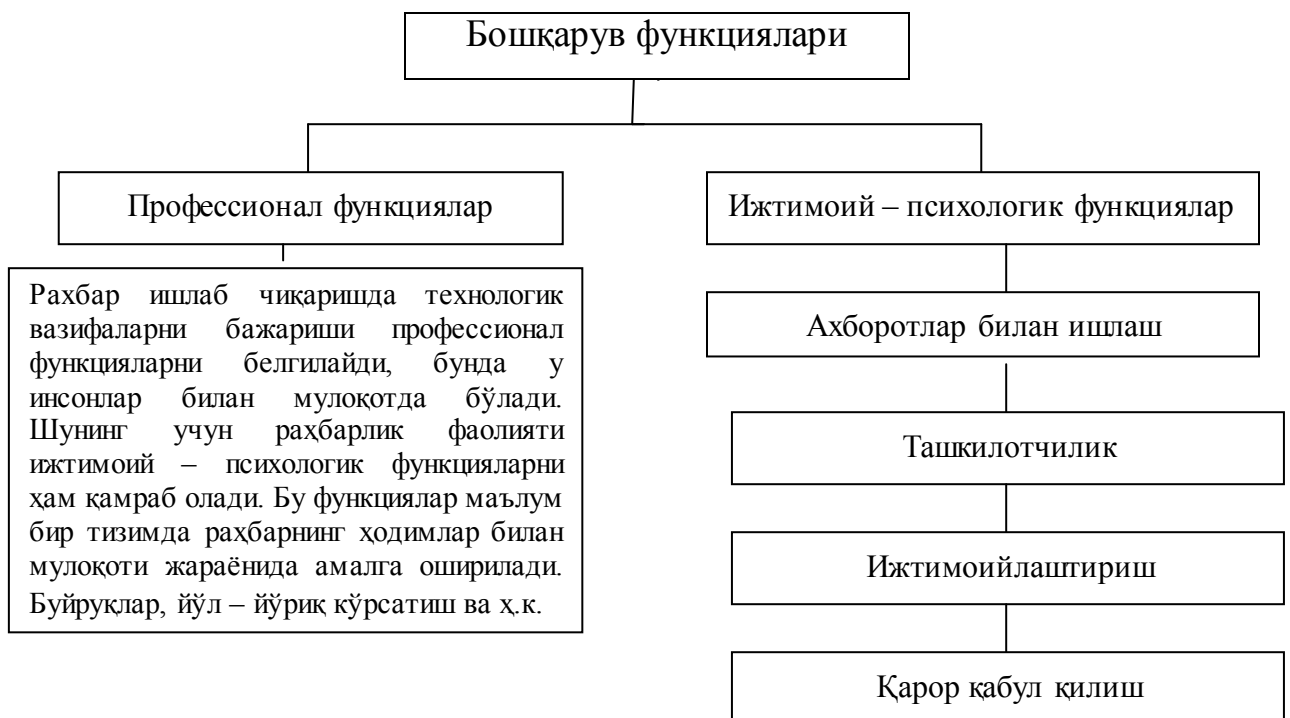 Бошқарув функциялари
Профессионал функциялар
Рахбар ишлаб чиқаришда технологик
вазифаларни бажариши профессионал
функцияларни белгилайди, бунда у
инсонлар билан мулоқотда бўлади.
Шунинг учун раҳбарлик фаолияти
ижтимоий – психологик функцияларни
ҳам қамраб олади. Бу функциялар маълум
бир тизимда раҳбарнинг ҳодимлар билан
мулоқоти жараёнида амалга оширилади.
Буйруқлар, йўл – йўриқ кўрсатиш ва ҳ.к.
Ижтимоий – психологик функциялар
Ахборотлар билан ишлаш
Ташкилотчилик
Ижтимоийлаштириш
Қарор қабул қилиш